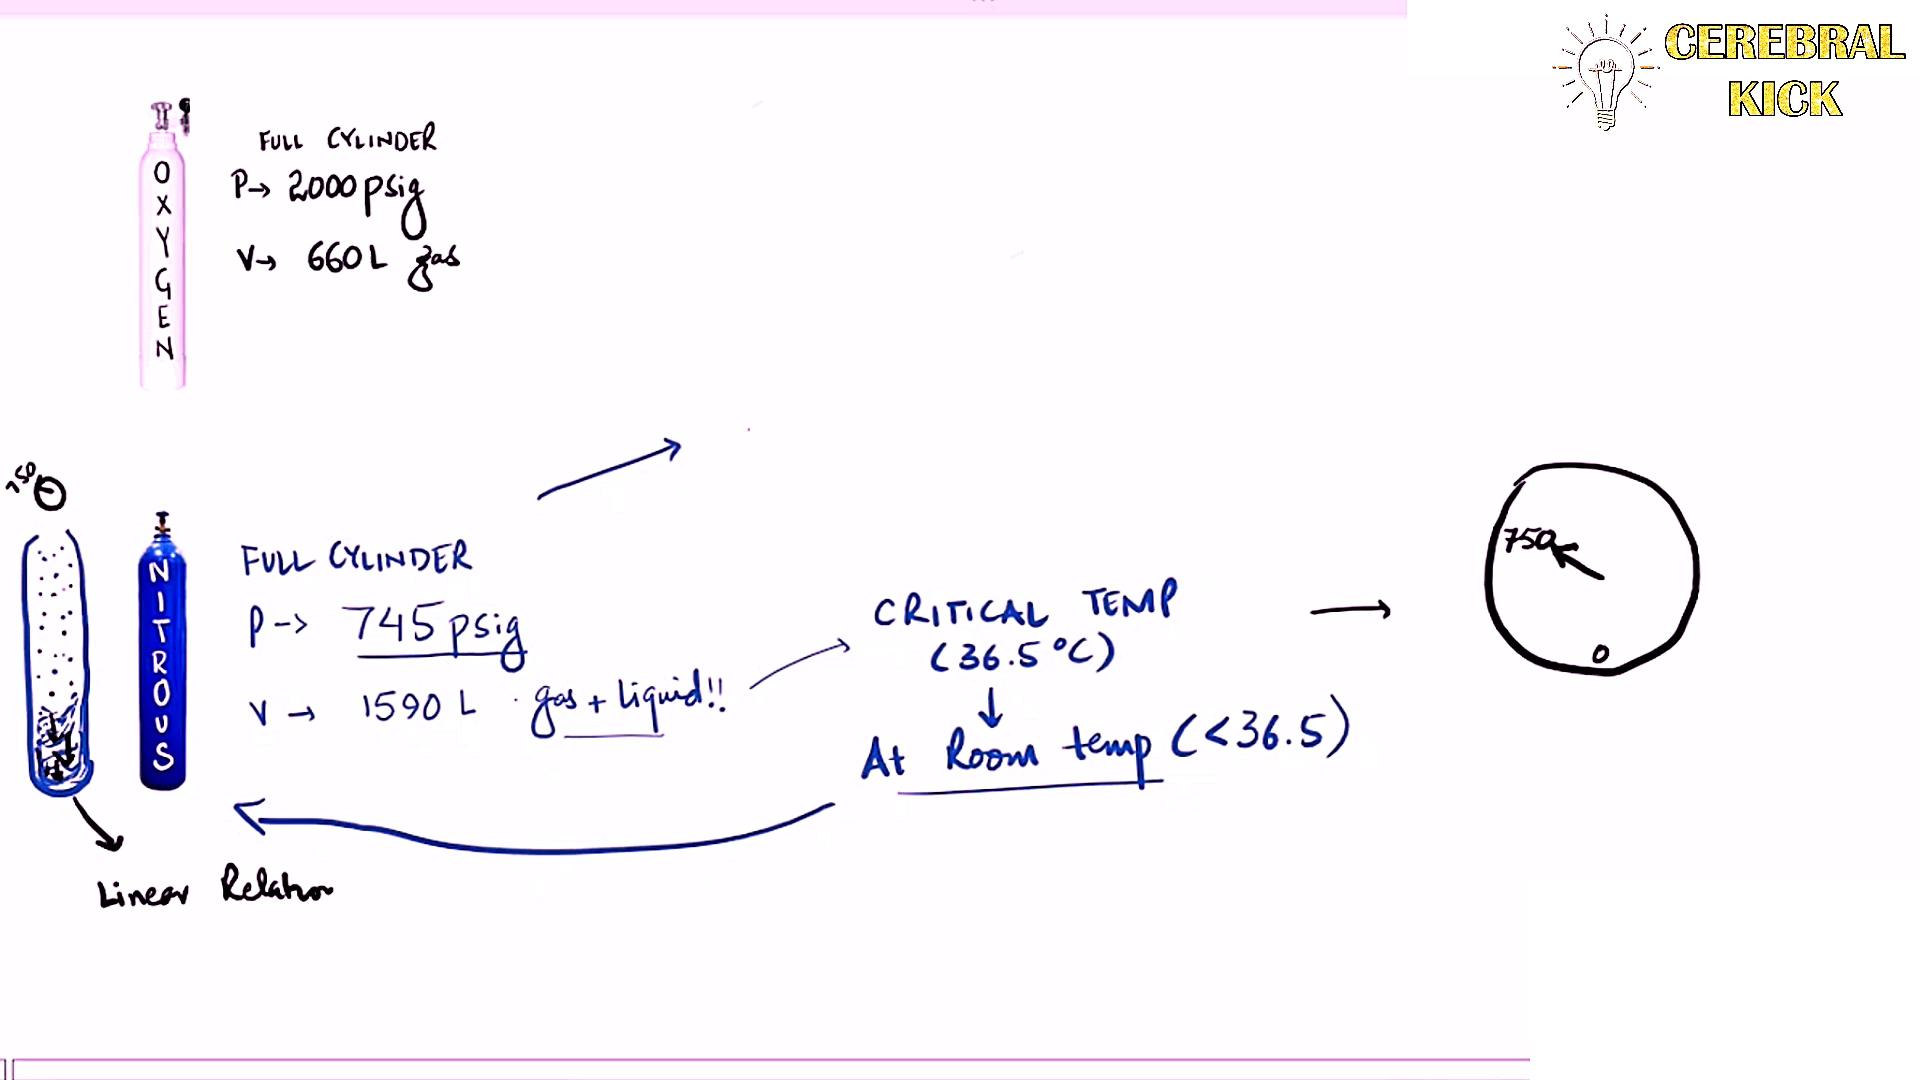 CEREBRAL
KICK
OXYGEN
FULL CYLINDER
P→ 2000 psig
V→ 660 L gas
750
NITROUS
FULL CYLINDER
P→ 745 psig
V→ 1590 L gas + Liquid!!
CRITICAL TEMP
(36.5°C)
↓
At Room temp (<36.5)
750
0
Linear Relation